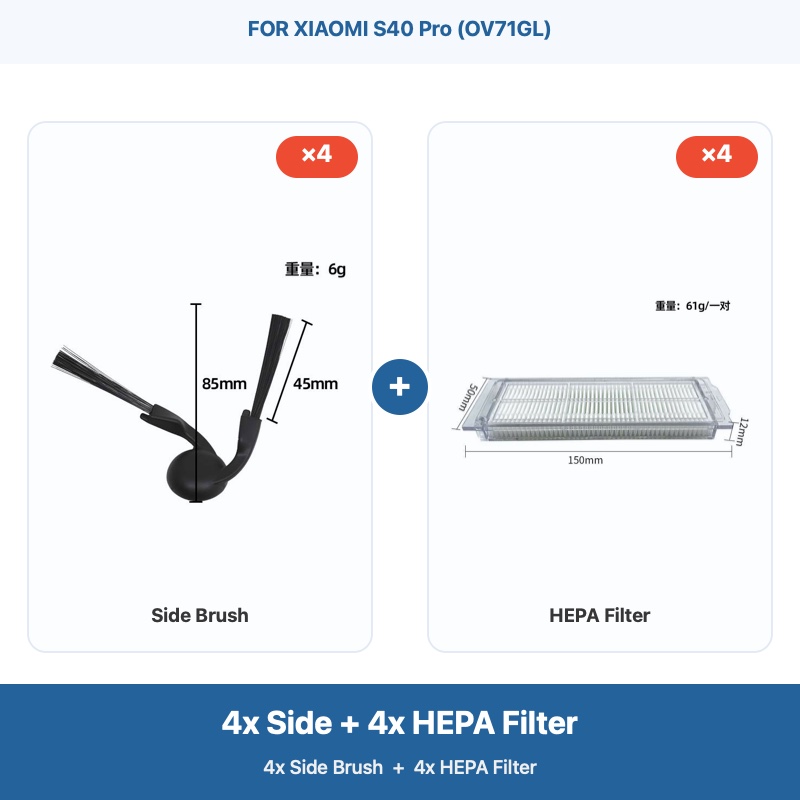 FOR XIAOMI S40 Pro (OV71GL)
×4
×4
重量：6g
85mm
45mm
重量：61g/一对
50mm
12mm
150mm
+
Side Brush
HEPA Filter
4x Side + 4x HEPA Filter
4x Side Brush + 4x HEPA Filter